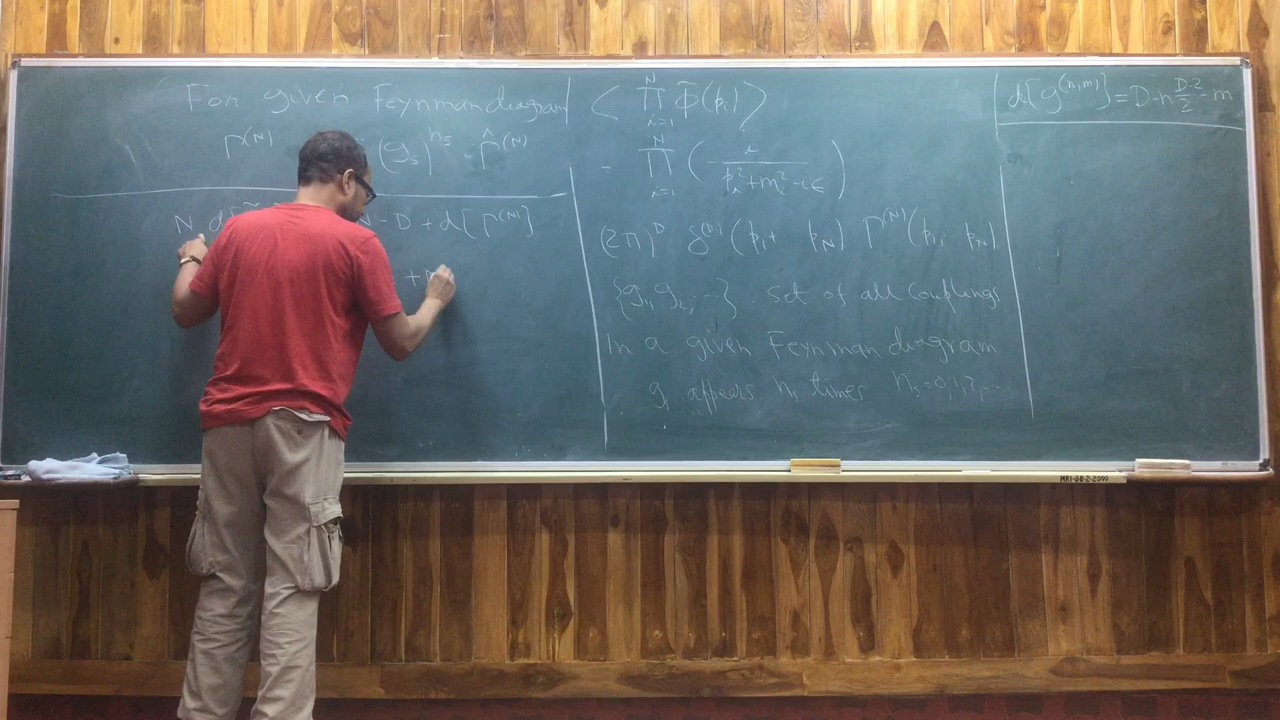 For given Feynman diagram
Γ^(N) (g_s)^{n_s} Γ̂^(N)
N d[ - D + d[Γ^(N)]
+
< ∏_{i=1}^{N} φ̃(p_i) >
= ∏_{i=1}^{N} ( i / (p_i^2 + m^2 - iε) )
(2π)^D δ^(D) (p_1 + ... p_N) Γ^(N)(p_1, ... p_N)
{g_1, g_2, ...} set of all couplings
In a given Feynman diagram
g_s appears n_s times n_s = 0,1,2,...
d[g^(n,m)] = D - n (D-2)/2 - m
MRI-GB-2-2099